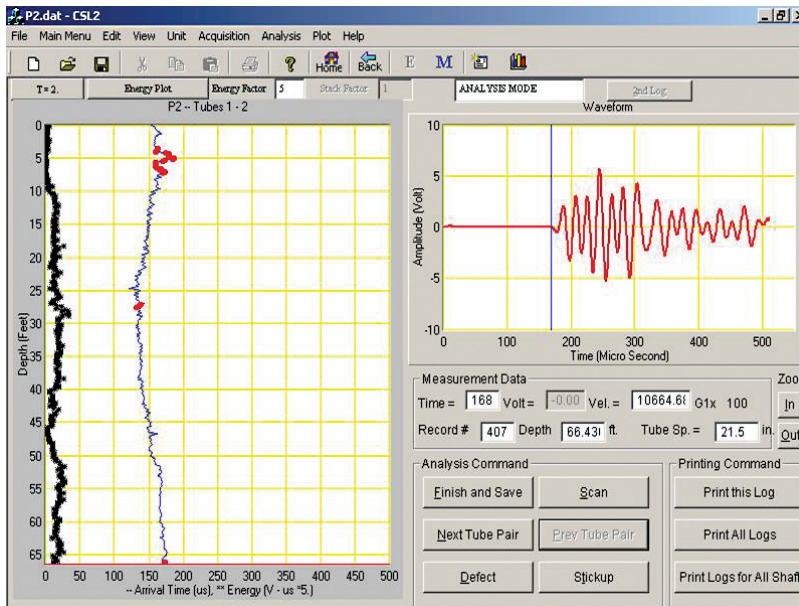 P2.dat - CSL2
File Main Menu Edit View Unit Acquisition Analysis Plot Help
Home Back E M
T = 2. Energy Plot Energy Factor 5 Stack Factor 1 ANALYSIS MODE 2nd Log
P2 -- Tubes 1 - 2
Waveform
0
5
10
15
20
25
30
35
40
45
50
55
60
65
Depth (Feet)
0 50 100 150 200 250 300 350 400 450 500
-- Arrival Time (us), ** Energy (V - us *5.)
10
5
0
-5
-10
Amplitude (Volt)
0 100 200 300 400 500
Time (Micro Second)
Measurement Data
Time = 168 Volt= -0.00 Vel. = 10664.68 G1x 100
Record # 407 Depth 66.430 ft. Tube Sp. = 21.5 in.
Zoo
In
Out
Analysis Command
Finish and Save Scan
Next Tube Pair Prev Tube Pair
Defect Stickup
Printing Command
Print this Log
Print All Logs
Print Logs for All Shaft